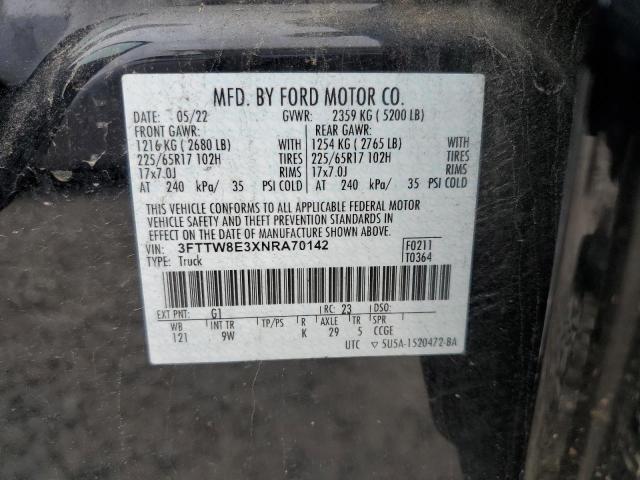 MFD. BY FORD MOTOR CO.
DATE: 05/22 GVWR: 2359 KG ( 5200 LB)
FRONT GAWR: REAR GAWR:
1216 KG ( 2680 LB) WITH 1254 KG ( 2765 LB) WITH
225/65R17 102H TIRES 225/65R17 102H TIRES
17x7.0J RIMS 17x7.0J RIMS
AT 240 kPa/ 35 PSI COLD AT 240 kPa/ 35 PSI COLD
THIS VEHICLE CONFORMS TO ALL APPLICABLE FEDERAL MOTOR
VEHICLE SAFETY AND THEFT PREVENTION STANDARDS IN
EFFECT ON THE DATE OF MANUFACTURE SHOWN ABOVE.
VIN: 3FTTW8E3XNRA70142 F0211
TYPE: Truck T0364
EXT PNT: G1 RC: 23 DSO:
WB INT TR TP/PS R AXLE TR SPR
121 9W K 29 5 CCGE
UTC ▽ 5U5A-1520472-BA